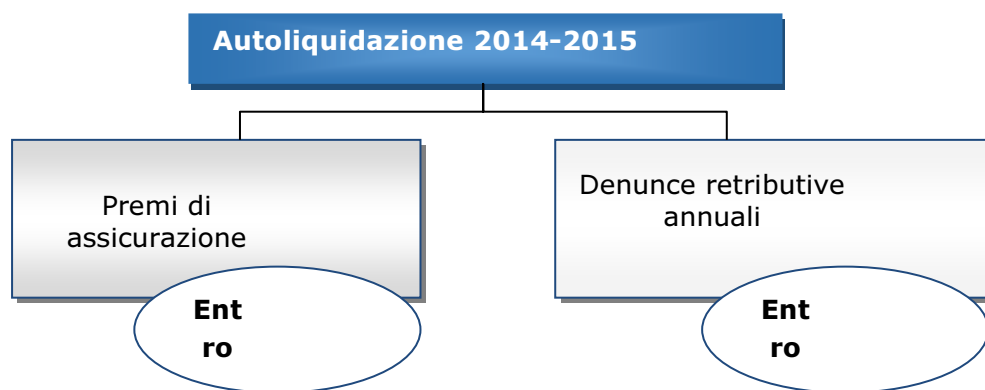 Autoliquidazione 2014-2015
Premi di
assicurazione
Ent
ro
Denunce retributive
annuali
Ent
ro